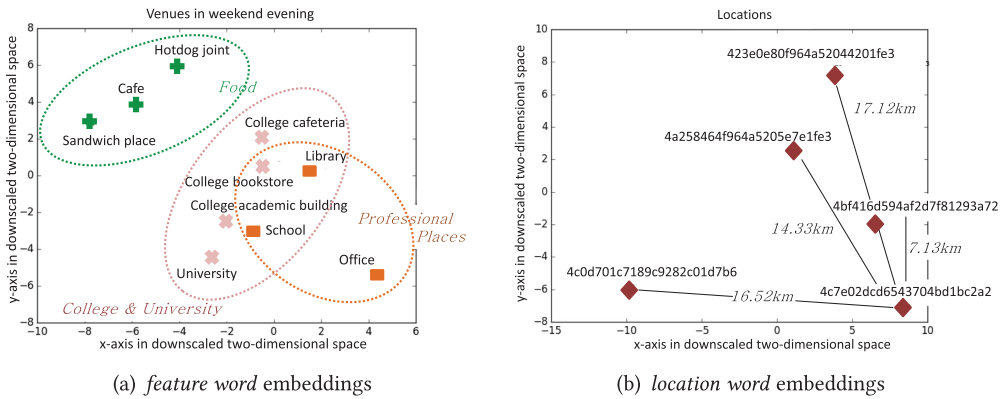 Venues in weekend evening
8
6
4
2
0
−2
−4
−6
−8
y-axis in downscaled two-dimensional space
Hotdog joint
Cafe
Food
Sandwich place
College cafeteria
Library
College bookstore
College academic building
Professional
Places
School
Office
University
College & University
−10 −8 −6 −4 −2 0 2 4 6
x-axis in downscaled two-dimensional space
(a) feature word embeddings
Locations
10
8
6
4
2
0
−2
−4
−6
−8
y-axis in downscaled two-dimensional space
423e0e80f964a52044201fe3
17.12km
4a258464f964a5205e7e1fe3
4bf416d594af2d7f81293a72
14.33km
7.13km
4c0d701c7189c9282c01d7b6
4c7e02dcd6543704bd1bc2a2
16.52km
−15 −10 −5 0 5 10
x-axis in downscaled two-dimensional space
(b) location word embeddings